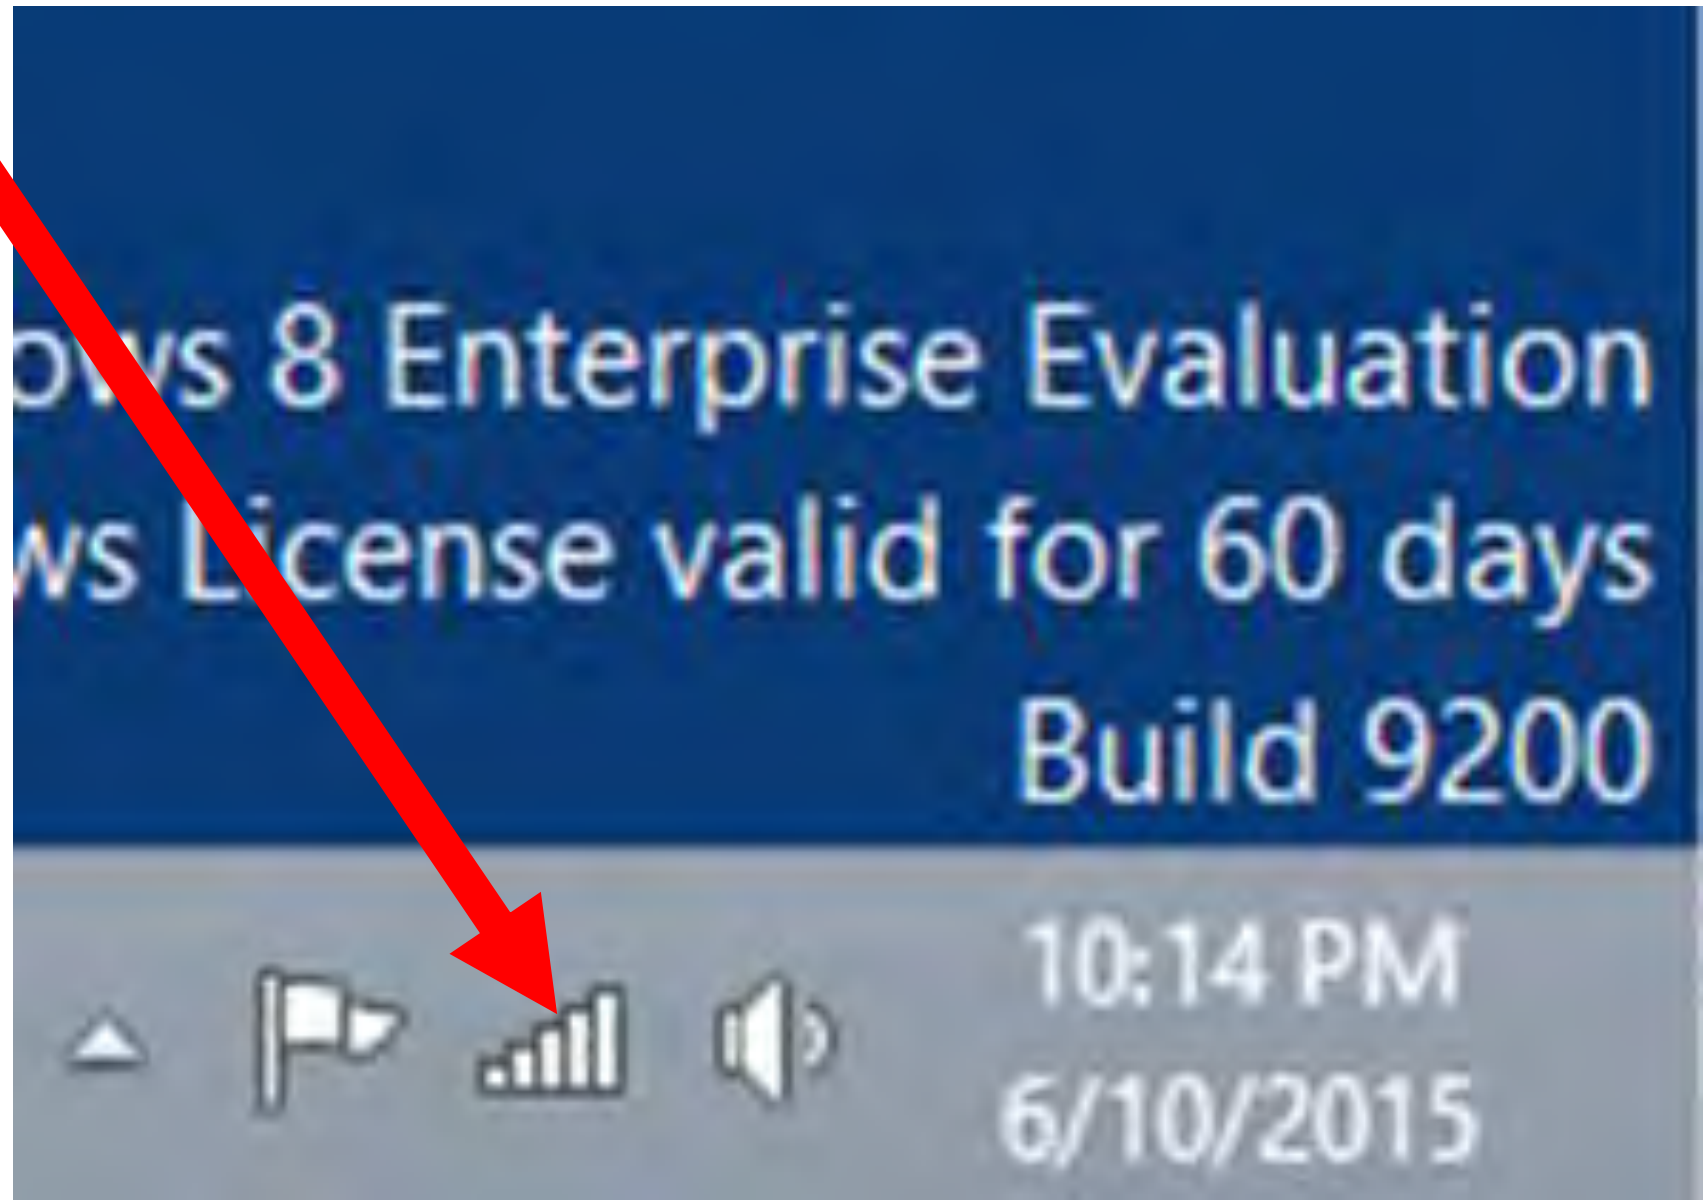 ows 8 Enterprise Evaluation
ws License valid for 60 days
Build 9200
10:14 PM
6/10/2015